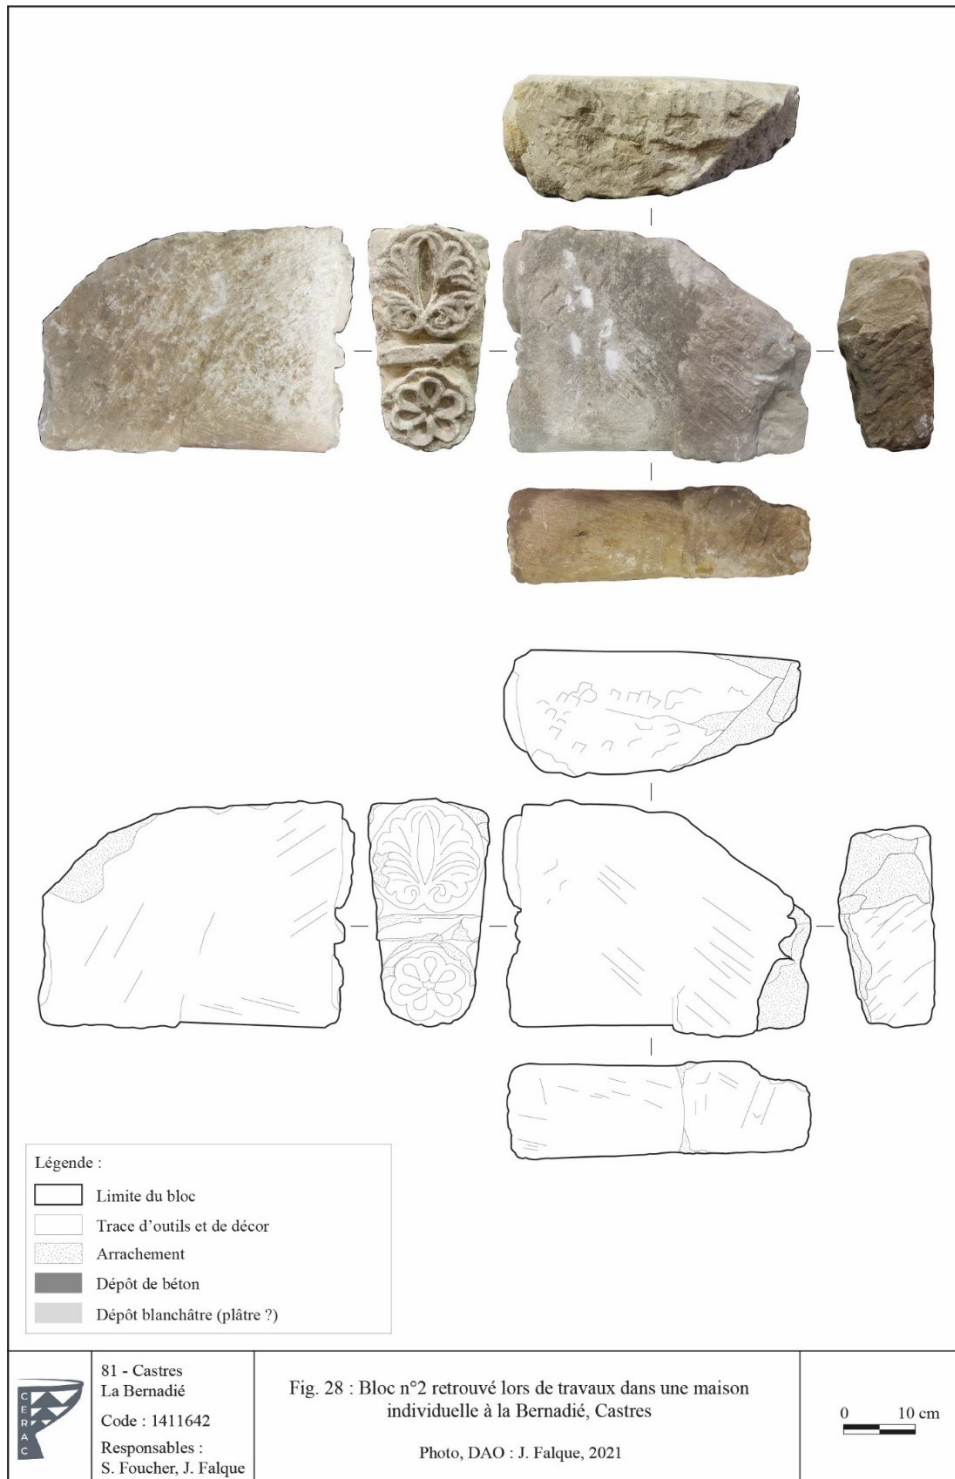 Légende :
Limite du bloc
Trace d'outils et de décor
Arrachement
Dépôt de béton
Dépôt blanchâtre (plâtre ?)
CERAC
81 - Castres
La Bernadié
Code : 1411642
Responsables :
S. Foucher, J. Falque
Fig. 28 : Bloc n°2 retrouvé lors de travaux dans une maison
individuelle à la Bernadié, Castres
Photo, DAO : J. Falque, 2021
0 10 cm